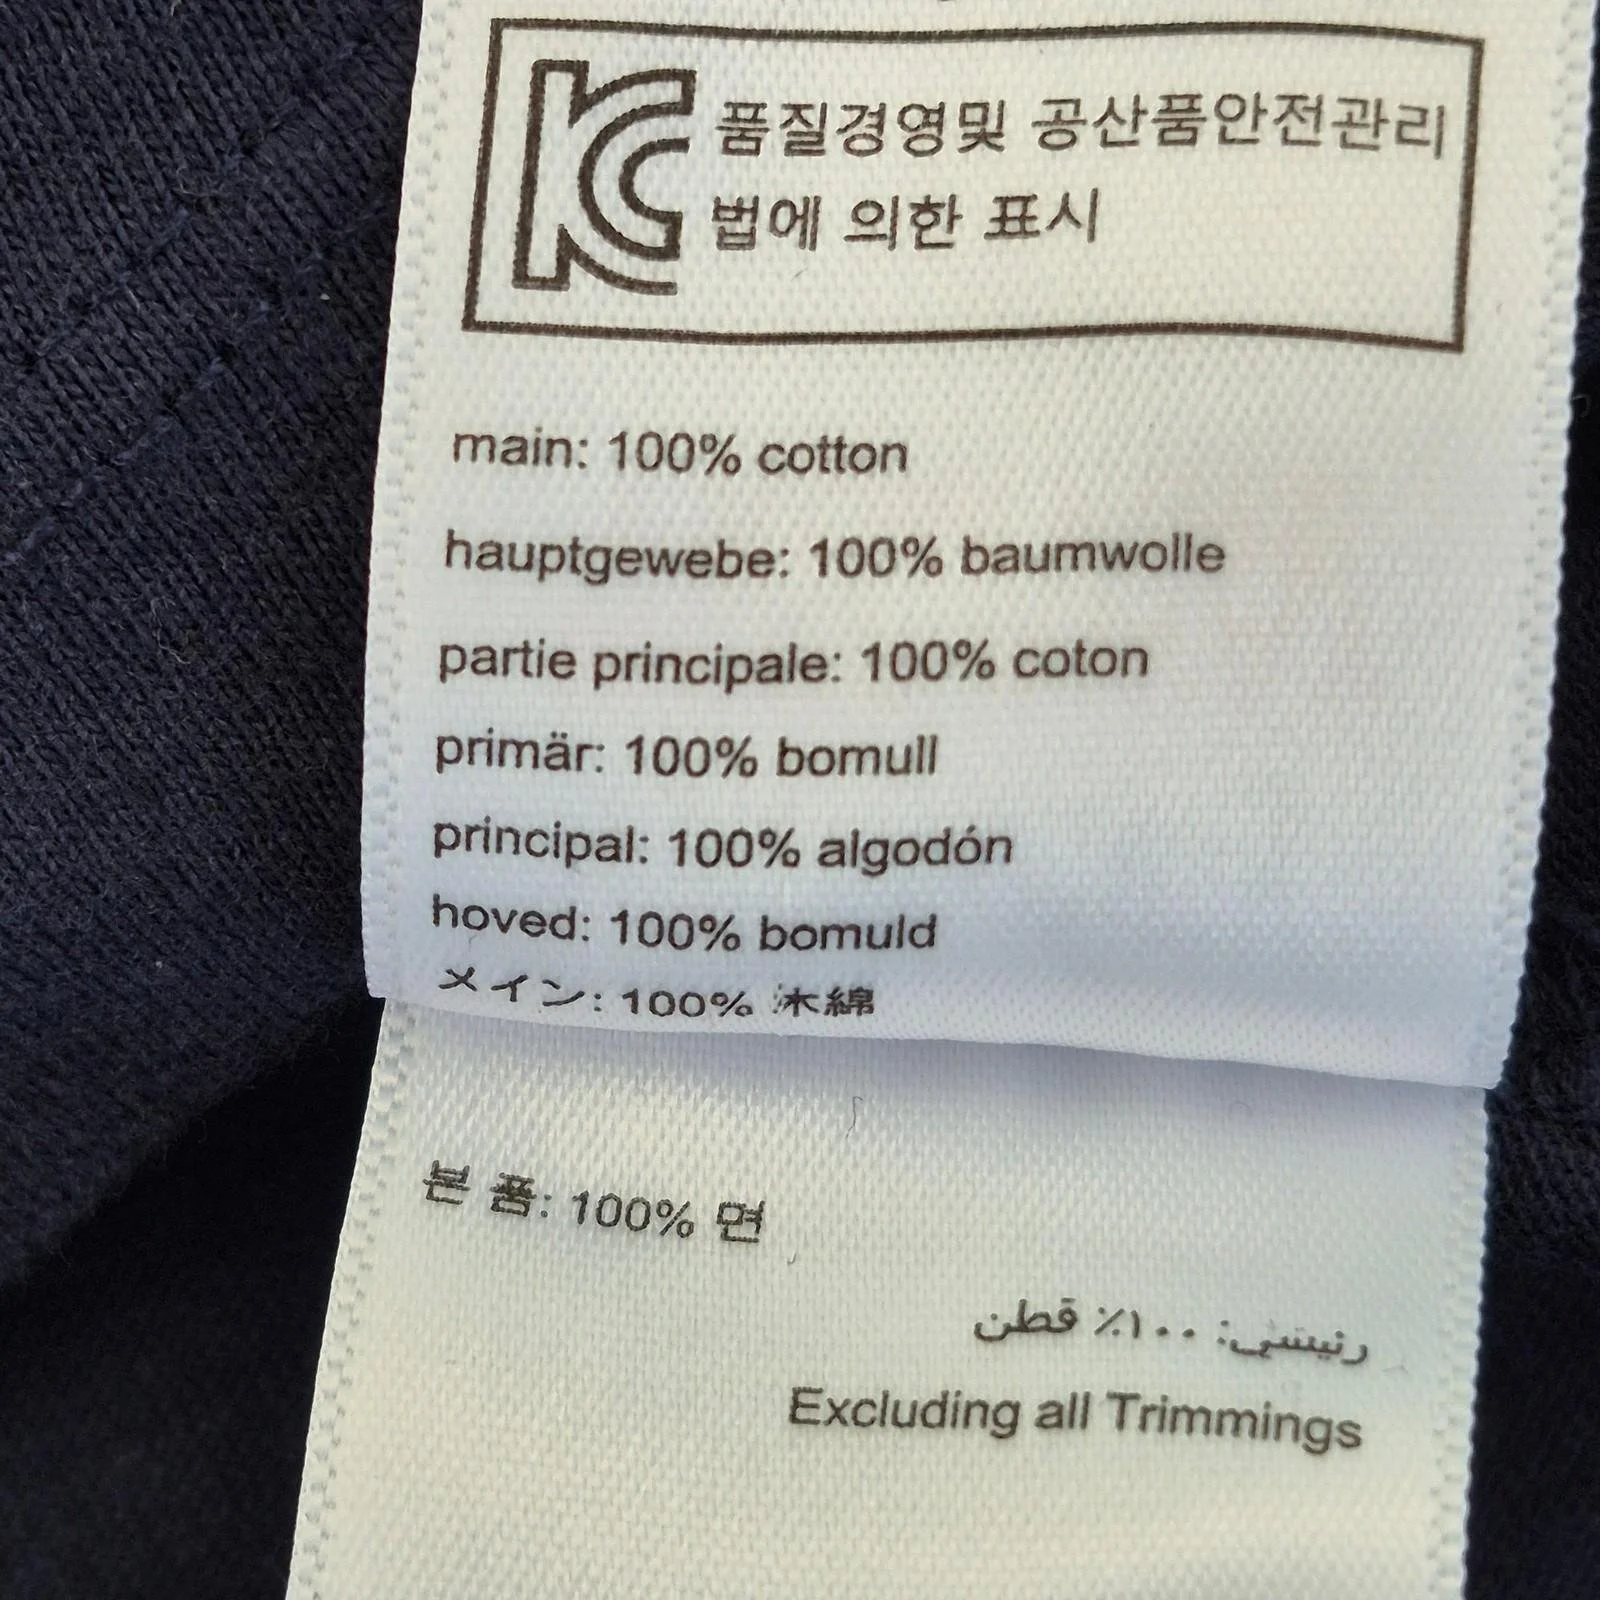 KC 품질경영및 공산품안전관리
법에 의한 표시
main: 100% cotton
hauptgewebe: 100% baumwolle
partie principale: 100% coton
primär: 100% bomull
principal: 100% algodón
hoved: 100% bomuld
メイン: 100% 木綿
본 품: 100% 면
رئيسي: ١٠٠٪ قطن
Excluding all Trimmings